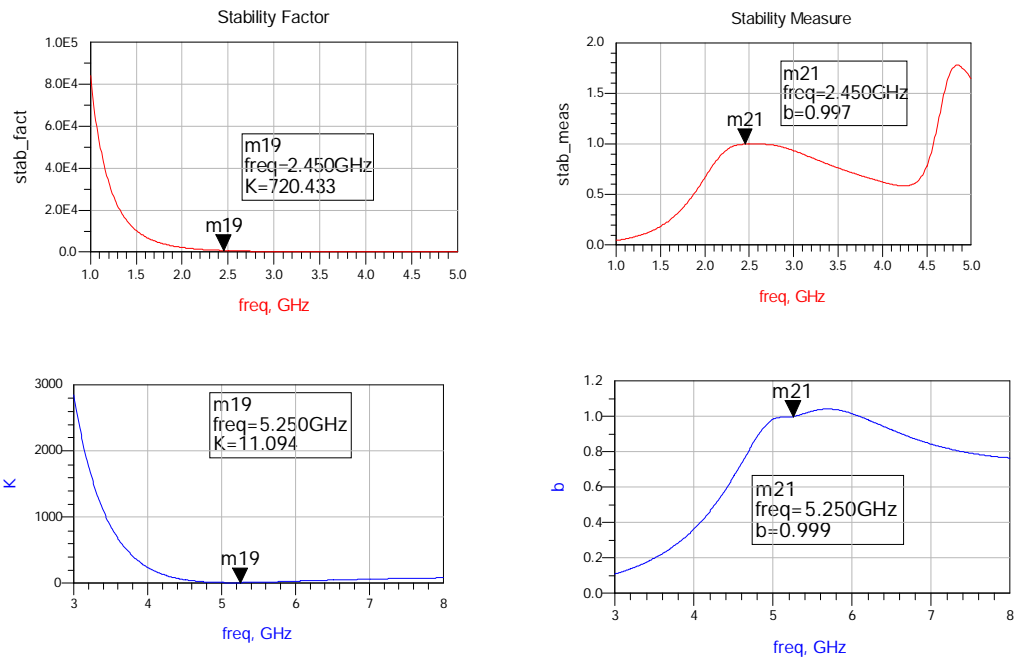 Stability Factor
1.0E5
8.0E4
6.0E4
4.0E4
2.0E4
0.0
stab_fact
m19
freq=2.450GHz
K=720.433
m19
1.0 1.5 2.0 2.5 3.0 3.5 4.0 4.5 5.0
freq, GHz
Stability Measure
2.0
1.5
1.0
0.5
0.0
stab_meas
m21
freq=2.450GHz
b=0.997
m21
1.0 1.5 2.0 2.5 3.0 3.5 4.0 4.5 5.0
freq, GHz
3000
2000
1000
0
K
m19
freq=5.250GHz
K=11.094
m19
3 4 5 6 7 8
freq, GHz
1.2
1.0
0.8
0.6
0.4
0.2
0.0
b
m21
m21
freq=5.250GHz
b=0.999
3 4 5 6 7 8
freq, GHz